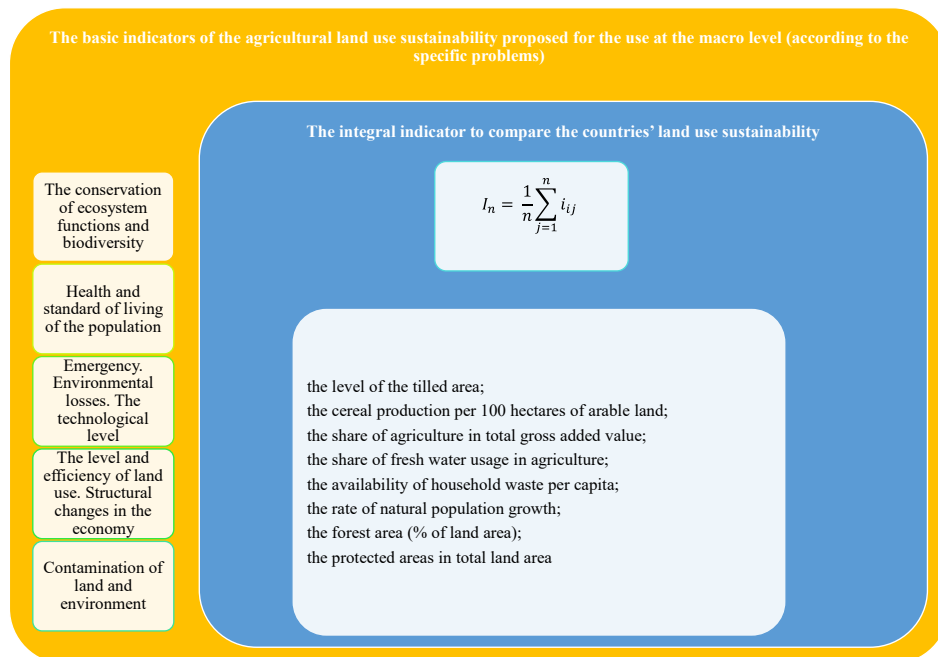 The basic indicators of the agricultural land use sustainability proposed for the use at the macro level (according to the
specific problems)
The integral indicator to compare the countries' land use sustainability
I_n = \frac{1}{n} \sum_{j=1}^{n} i_{ij}
The conservation
of ecosystem
functions and
biodiversity
Health and
standard of living
of the population
Emergency.
Environmental
losses. The
technological
level
The level and
efficiency of land
use. Structural
changes in the
economy
Contamination of
land and
environment
the level of the tilled area;
the cereal production per 100 hectares of arable land;
the share of agriculture in total gross added value;
the share of fresh water usage in agriculture;
the availability of household waste per capita;
the rate of natural population growth;
the forest area (% of land area);
the protected areas in total land area